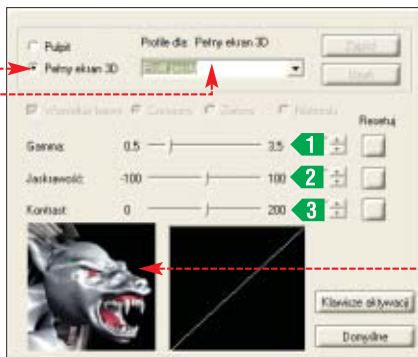 Pulpit Profile dla: Pełny ekran 3D
Pełny ekran 3D
Resetuj
Gamma: 0.5 3.5 1
Jaskrawość: -100 100 2
Kontrast: 0 200 3
Klawisze aktywacji
Domyślne